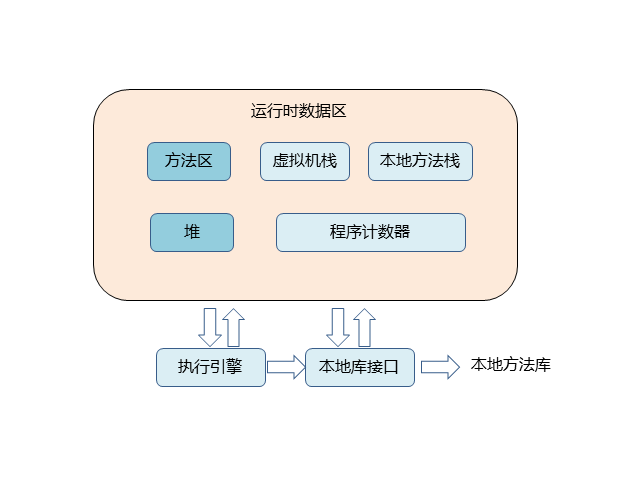 运行时数据区
方法区
虚拟机栈
本地方法栈
堆
程序计数器
执行引擎
本地库接口
本地方法库